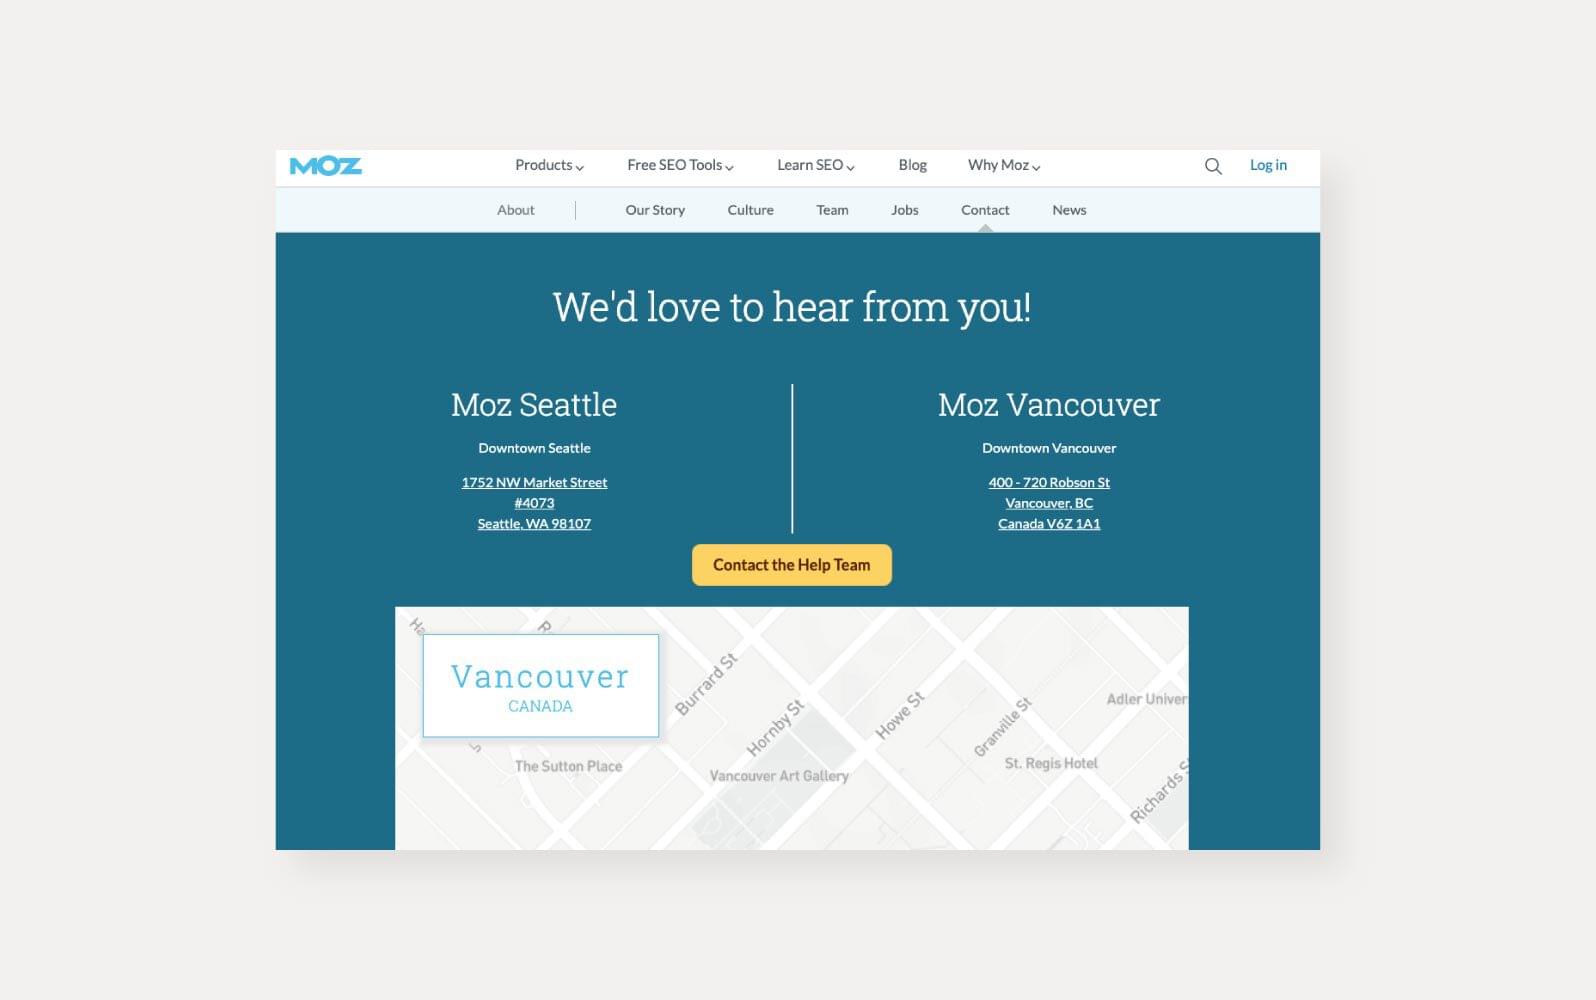 MOZ
Products
Free SEO Tools
Learn SEO
Blog
Why Moz
Log in
About
Our Story
Culture
Team
Jobs
Contact
News
We'd love to hear from you!
Moz Seattle
Downtown Seattle
1752 NW Market Street
#4073
Seattle, WA 98107
Moz Vancouver
Downtown Vancouver
400 - 720 Robson St
Vancouver, BC
Canada V6Z 1A1
Contact the Help Team
Vancouver
CANADA
Burrard St
Hornby St
Howe St
Granville St
Adler Univer
The Sutton Place
Vancouver Art Gallery
St. Regis Hotel
Richards S